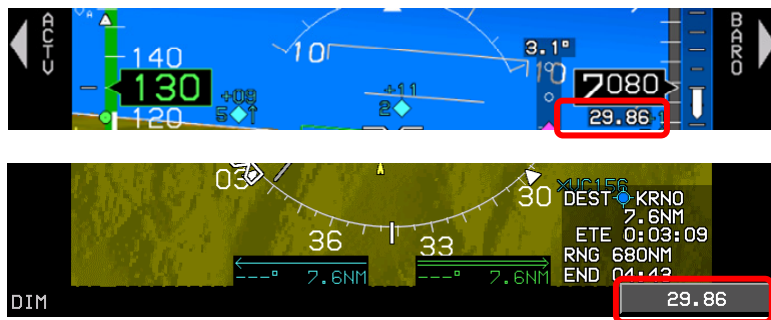 ACTV
VA
BARO
140
10
3.1°
10
130
+08
5
+11
2
7080
120
29.86
03
30
XUC156
DEST KRNO
7.6NM
ETE 0:03:09
36
33
RNG 680NM
---° 7.6NM
---° 7.6NM
END 04:43
DIM
29.86